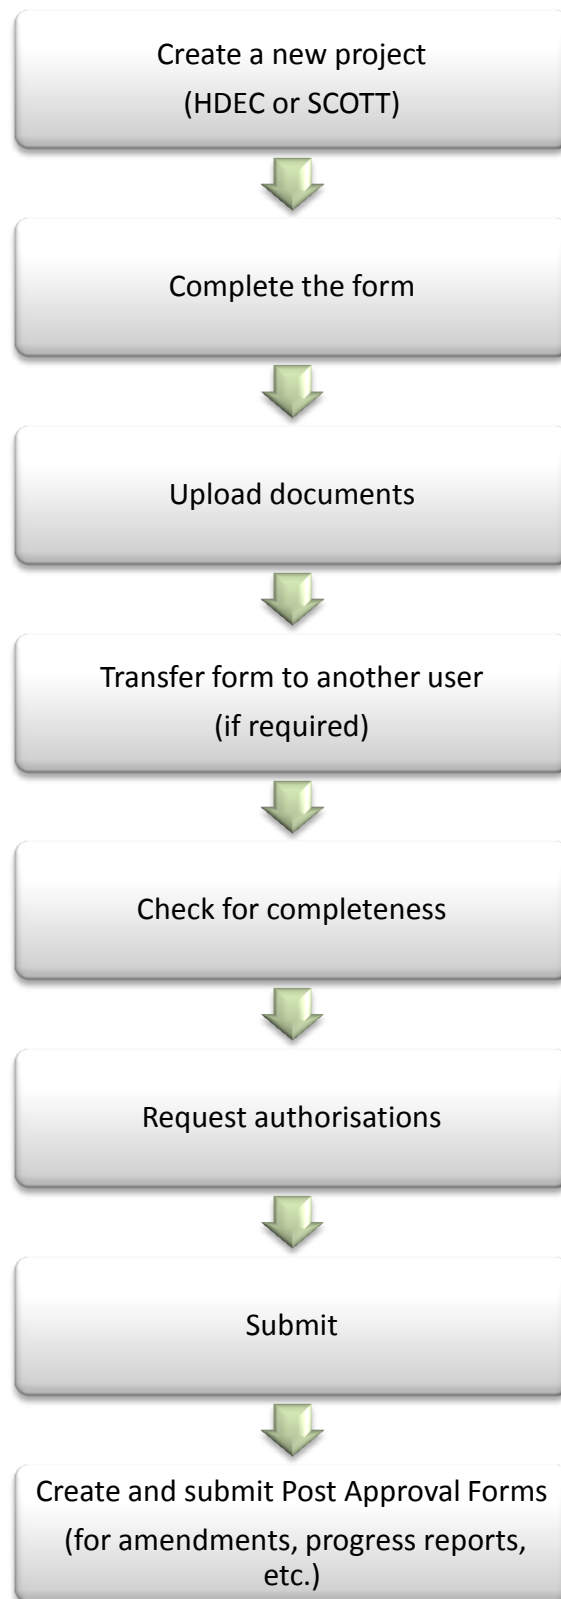 Create a new project
(HDEC or SCOTT)
Complete the form
Upload documents
Transfer form to another user
(if required)
Check for completeness
Request authorisations
Submit
Create and submit Post Approval Forms
(for amendments, progress reports,
etc.)